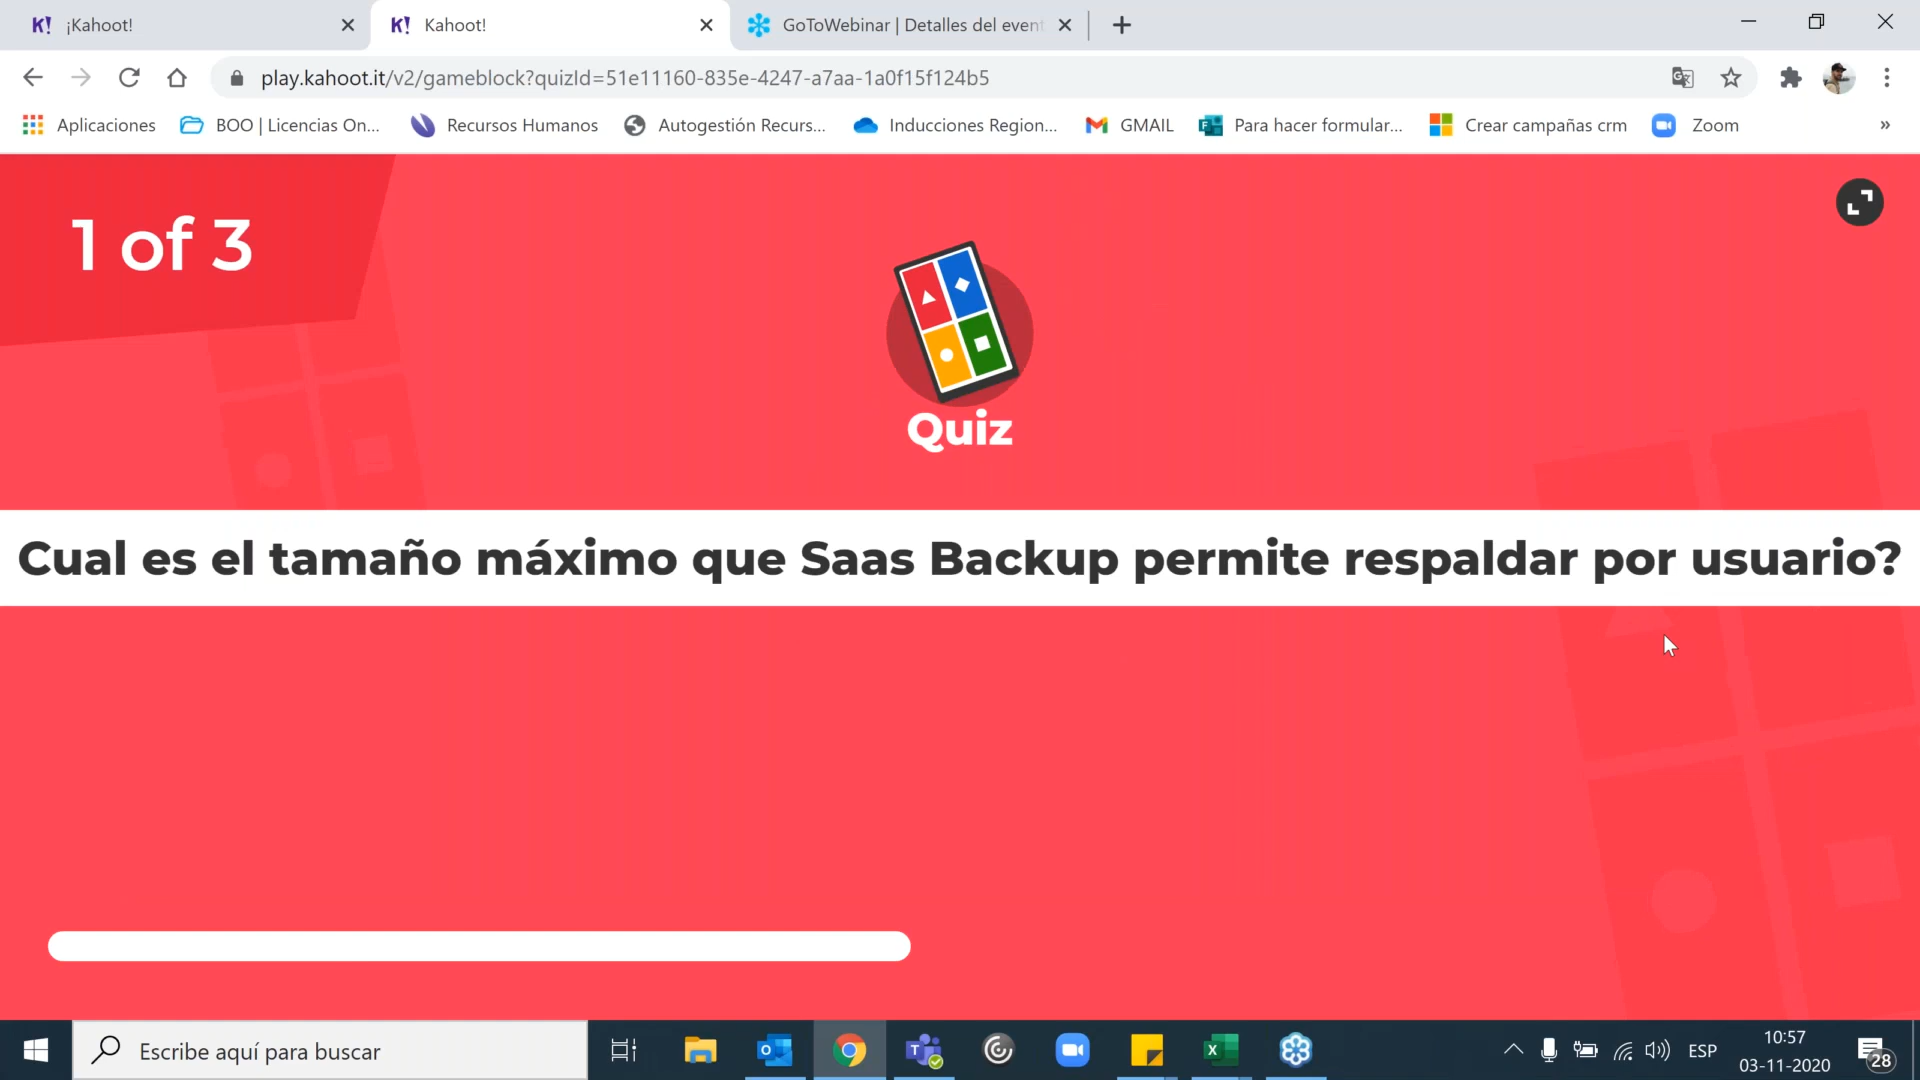 ¡Kahoot!
Kahoot!
GoToWebinar | Detalles del event
play.kahoot.it/v2/gameblock?quizId=51e11160-835e-4247-a7aa-1a0f15f124b5
Aplicaciones
BOO | Licencias On...
Recursos Humanos
Autogestión Recurs...
Inducciones Region...
GMAIL
Para hacer formular...
Crear campañas crm
Zoom
»
1 of 3
Quiz
Cual es el tamaño máximo que Saas Backup permite respaldar por usuario?
Escribe aquí para buscar
ESP
10:57
03-11-2020
28